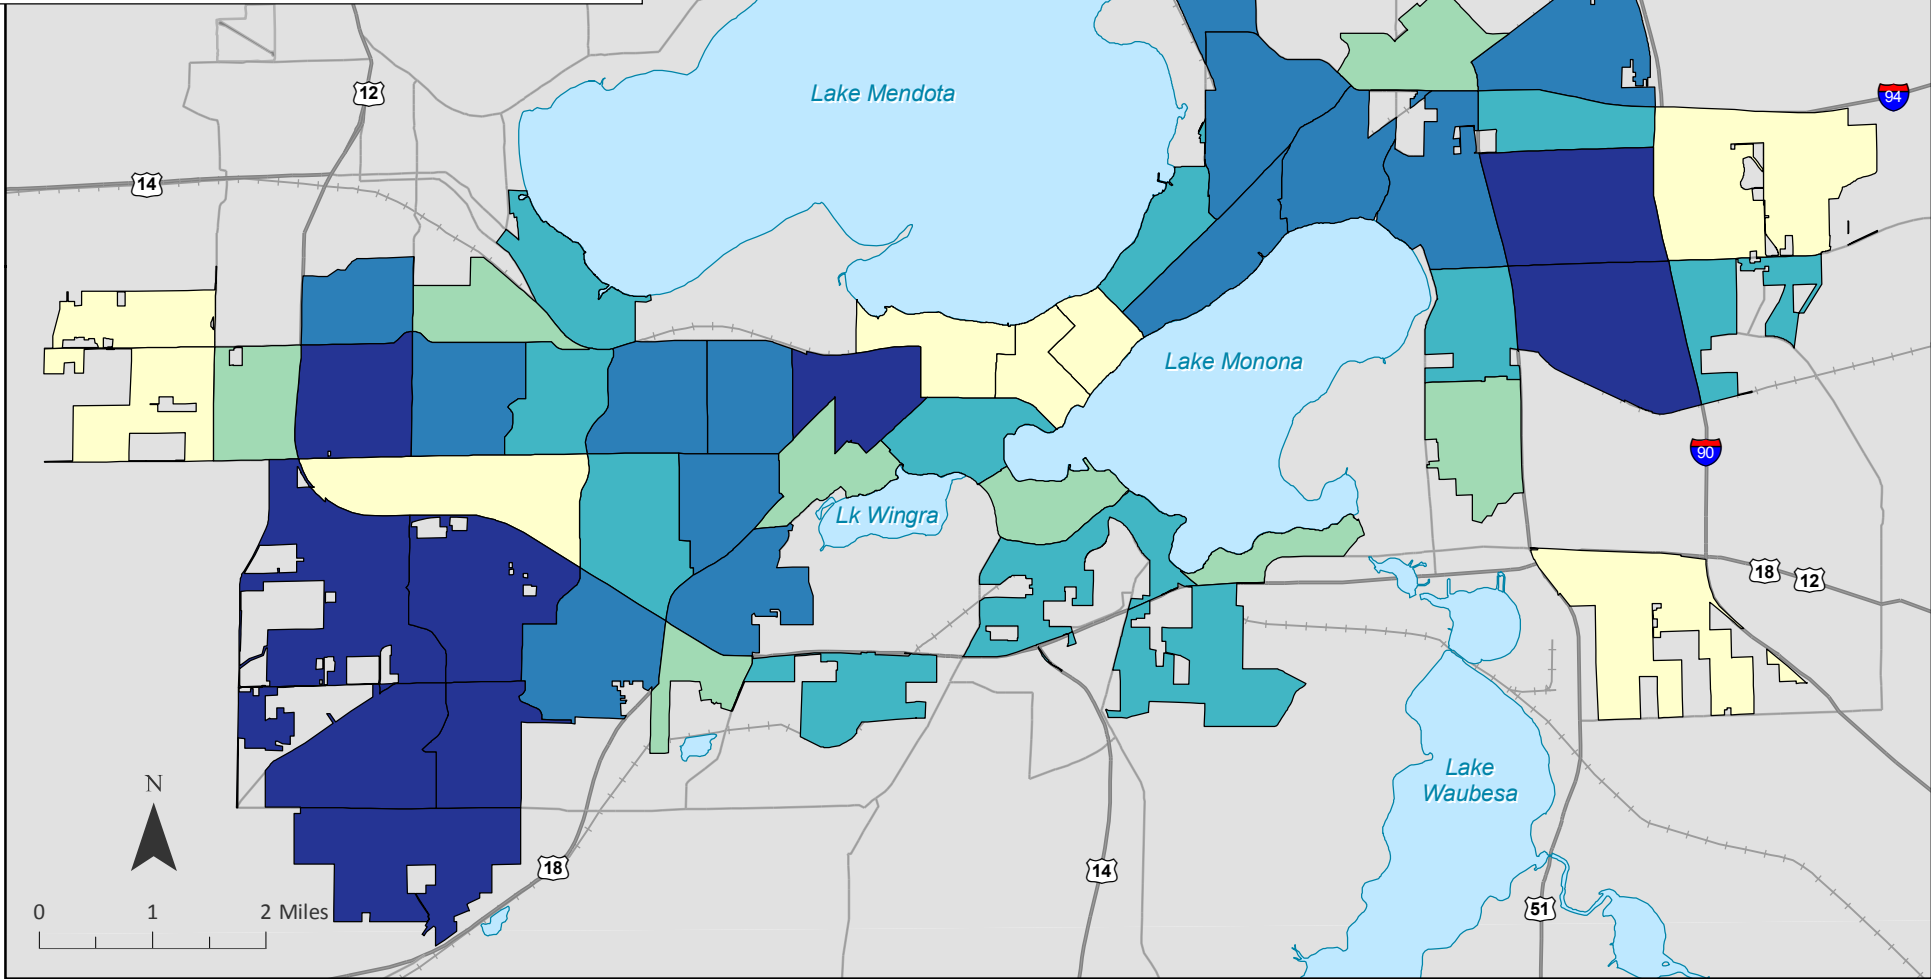 Lake Mendota
12
94
14
Lake Monona
90
Lk Wingra
18
12
Lake
Waubesa
N
18
14
0 1 2 Miles
51